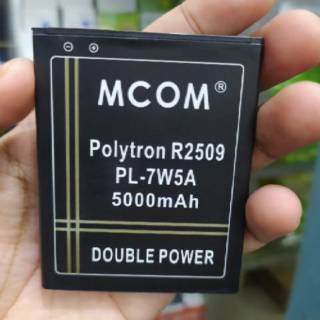 ⊖ ⊕
MCOM®
Polytron R2509
PL-7W5A
5000mAh
DOUBLE POWER